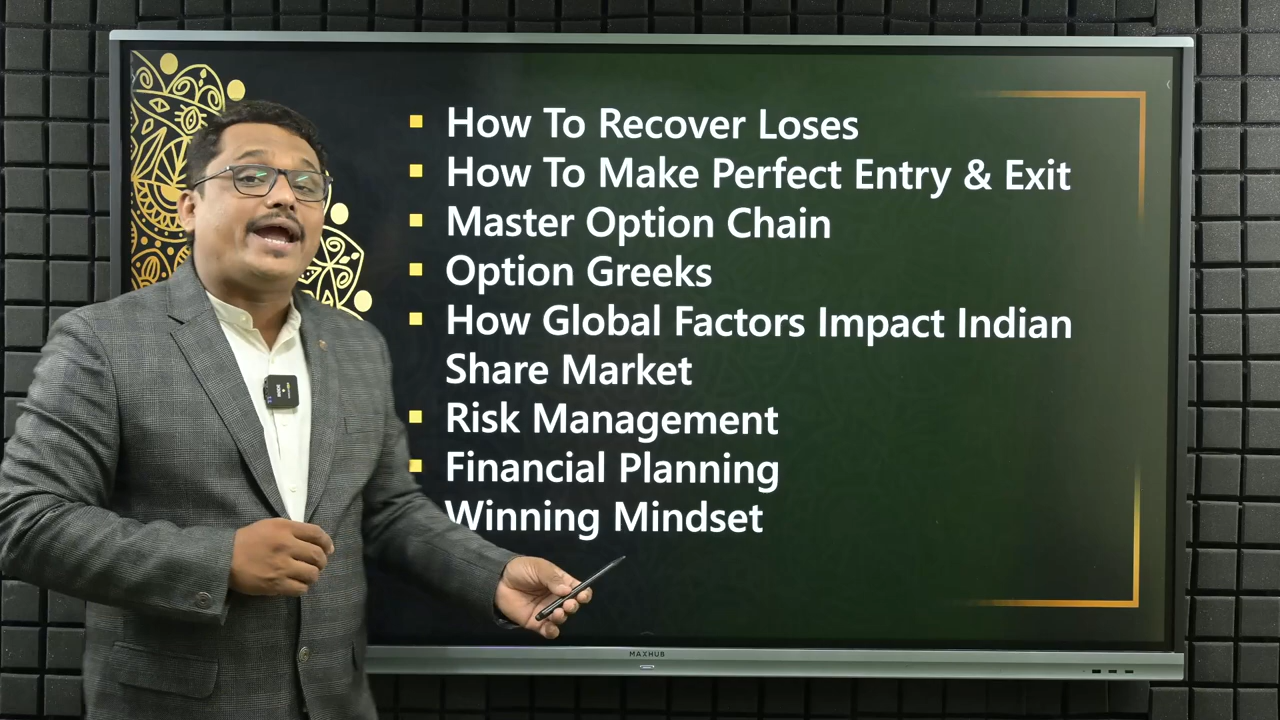 How To Recover Loses
How To Make Perfect Entry & Exit
Master Option Chain
Option Greeks
How Global Factors Impact Indian
Share Market
Risk Management
Financial Planning
Winning Mindset
MAXHUB